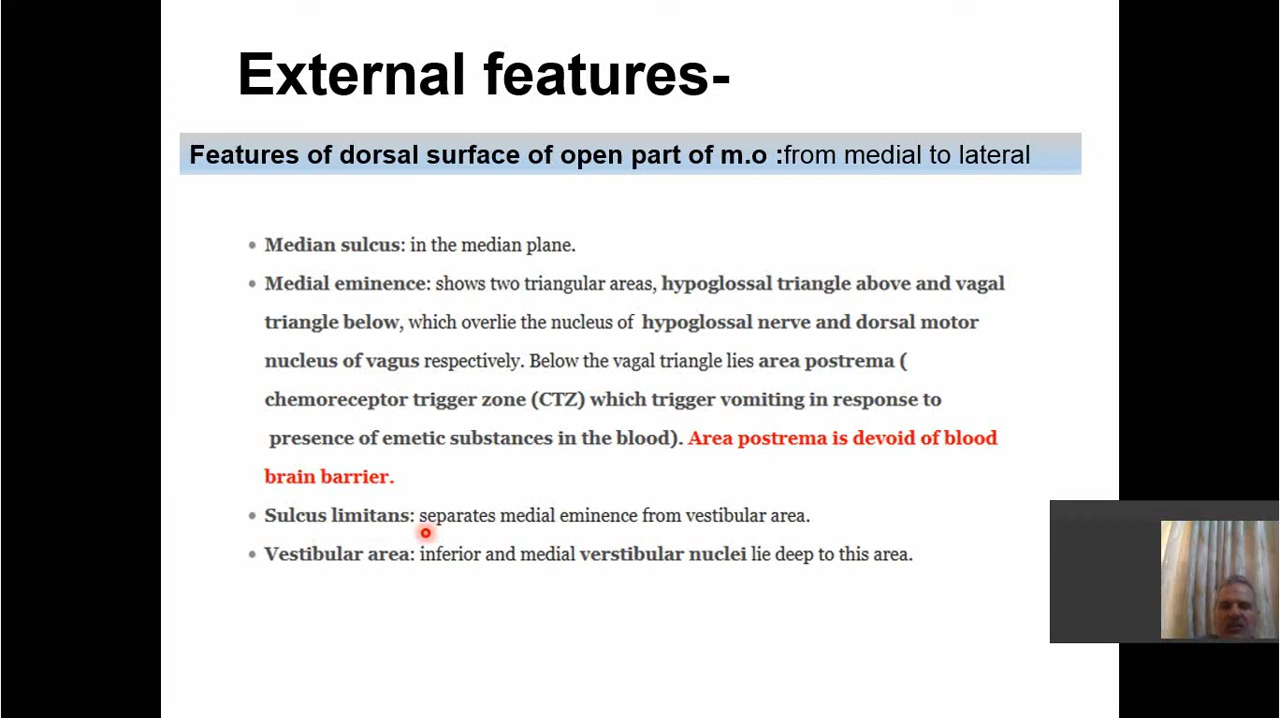 External features-
Features of dorsal surface of open part of m.o :from medial to lateral
• Median sulcus: in the median plane.
• Medial eminence: shows two triangular areas, hypoglossal triangle above and vagal
triangle below, which overlie the nucleus of hypoglossal nerve and dorsal motor
nucleus of vagus respectively. Below the vagal triangle lies area postrema (
chemoreceptor trigger zone (CTZ) which trigger vomiting in response to
presence of emetic substances in the blood). Area postrema is devoid of blood
brain barrier.
• Sulcus limitans: separates medial eminence from vestibular area.
• Vestibular area: inferior and medial verstibular nuclei lie deep to this area.